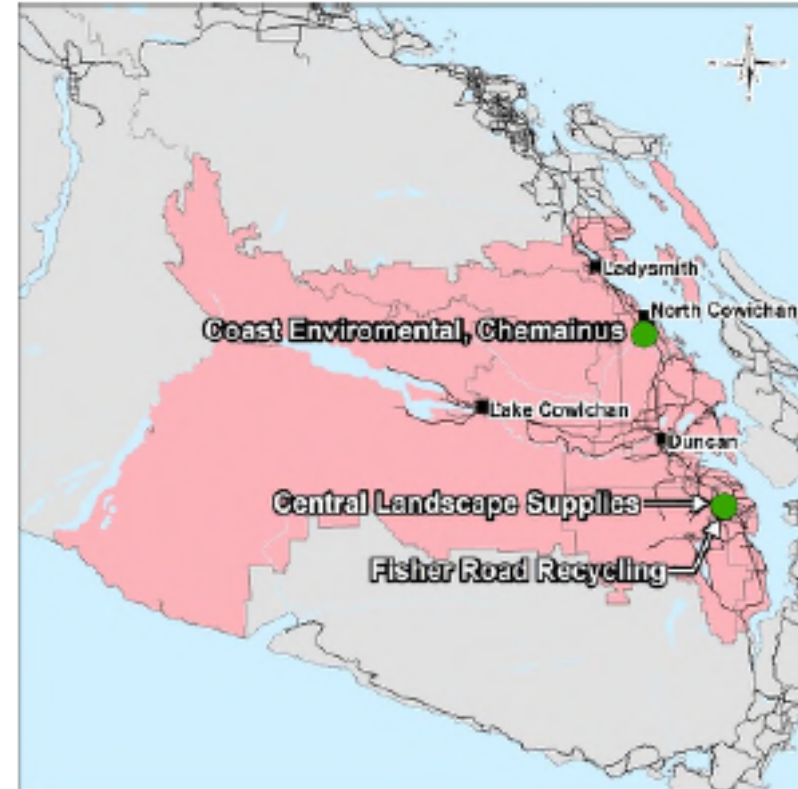 Ladysmith
North Cowichan
Coast Enviromental, Chemainus
Lake Cowichan
Duncan
Central Landscape Supplies
Fisher Road Recycling